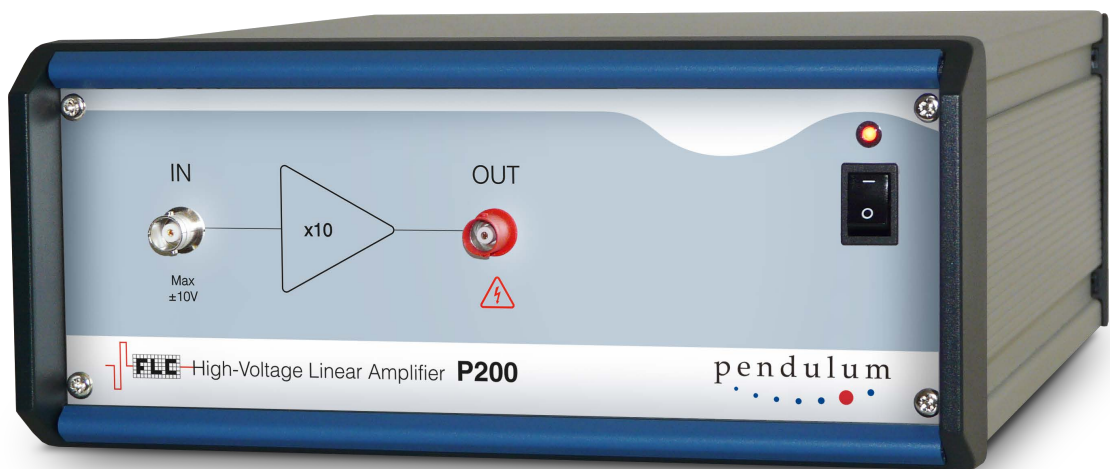 IN
OUT
x10
Max
±10V
FLC High-Voltage Linear Amplifier P200
pendulum